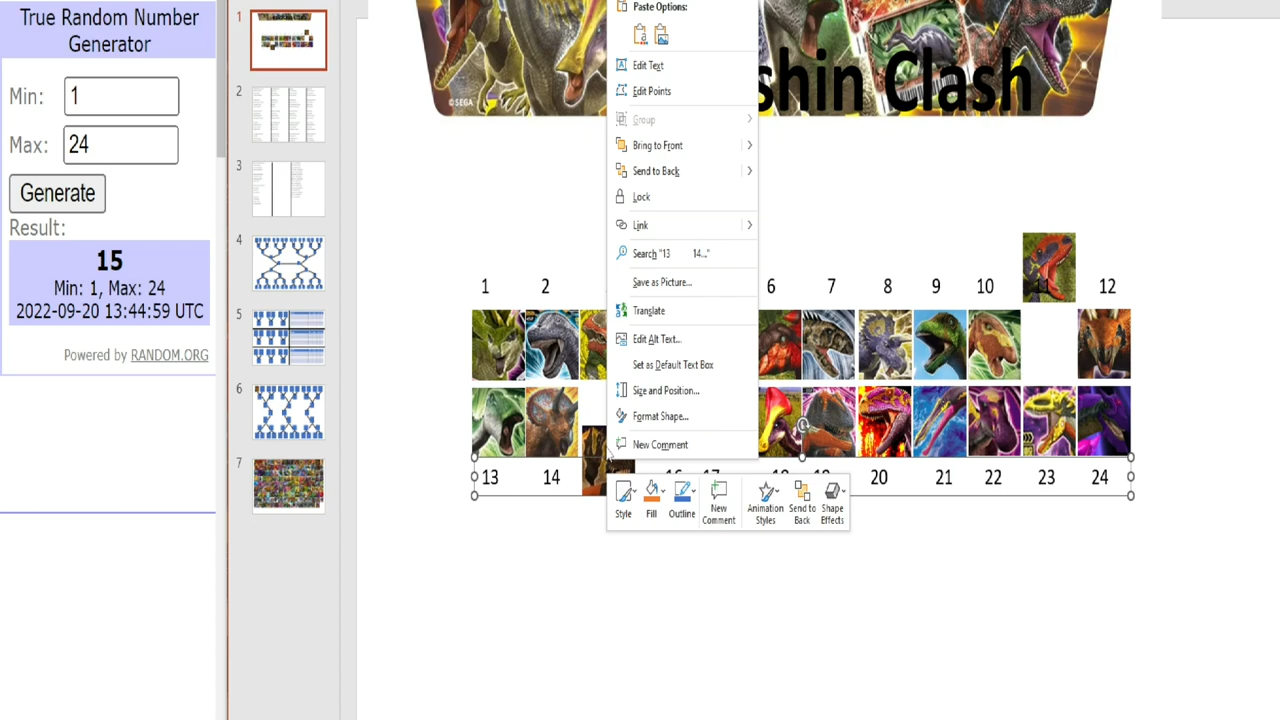 True Random Number
Generator
Min: 1
Max: 24
Generate
Result:
15
Min: 1, Max: 24
2022-09-20 13:44:59 UTC
Powered by RANDOM.ORG
1
2
3
4
5
6
7
©SEGA
shin Clash
Paste Options:
Edit Text
Edit Points
Group
Bring to Front
Send to Back
Lock
Link
Search "13 14..."
Save as Picture...
Translate
Edit Alt Text...
Set as Default Text Box
Size and Position...
Format Shape...
New Comment
1 2 6 7 8 9 10 11 12
13 14 16 17 18 19 20 21 22 23 24
Style Fill Outline New Comment Animation Styles Send to Back Shape Effects